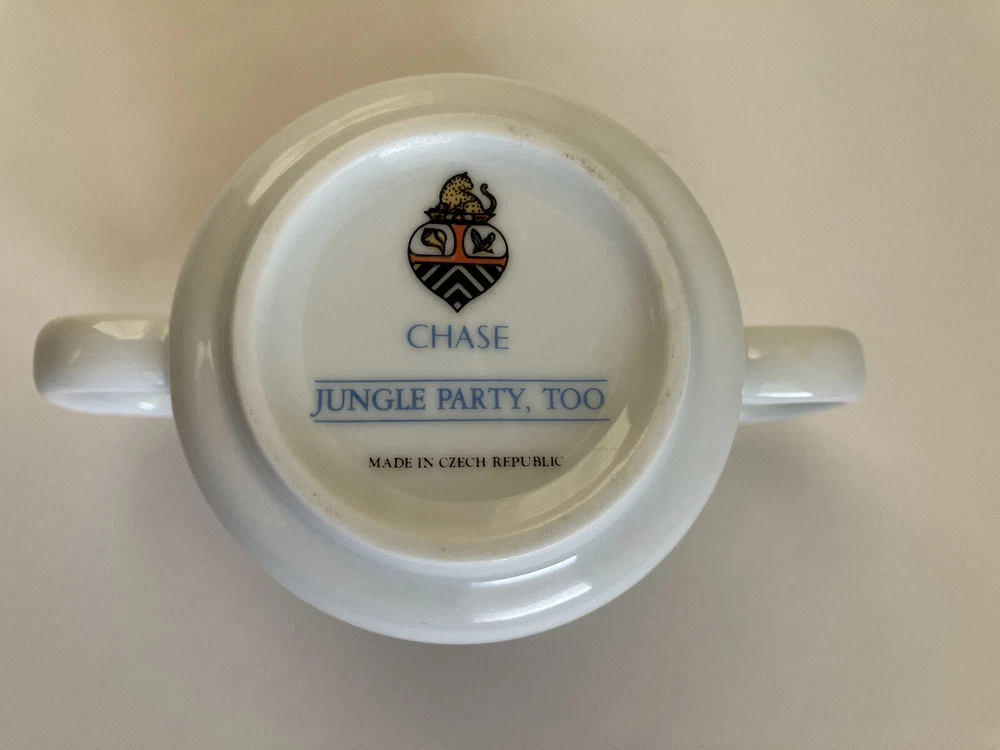 CHASE
JUNGLE PARTY, TOO
MADE IN CZECH REPUBLIC